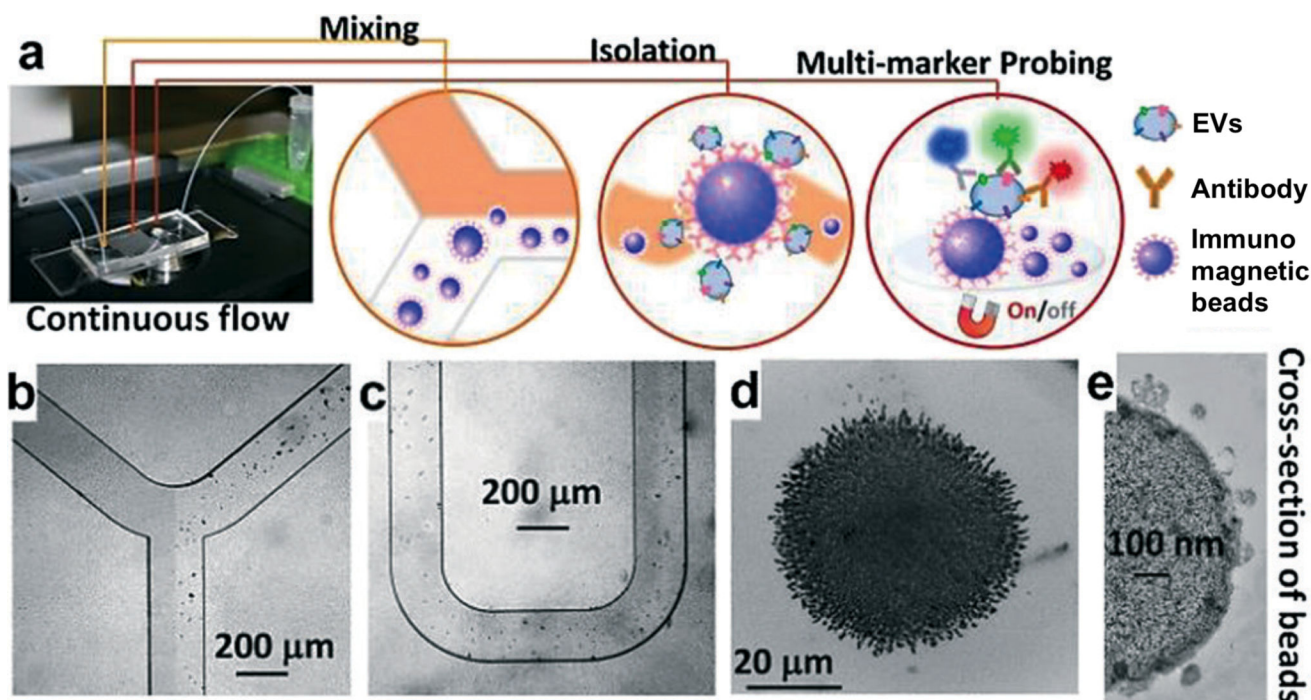 a
Mixing
Isolation
Multi-marker Probing
Continuous flow
On/off
EVs
Antibody
Immuno
magnetic
beads
b
200 µm
c
200 µm
d
20 µm
e
100 nm
Cross-section of beads